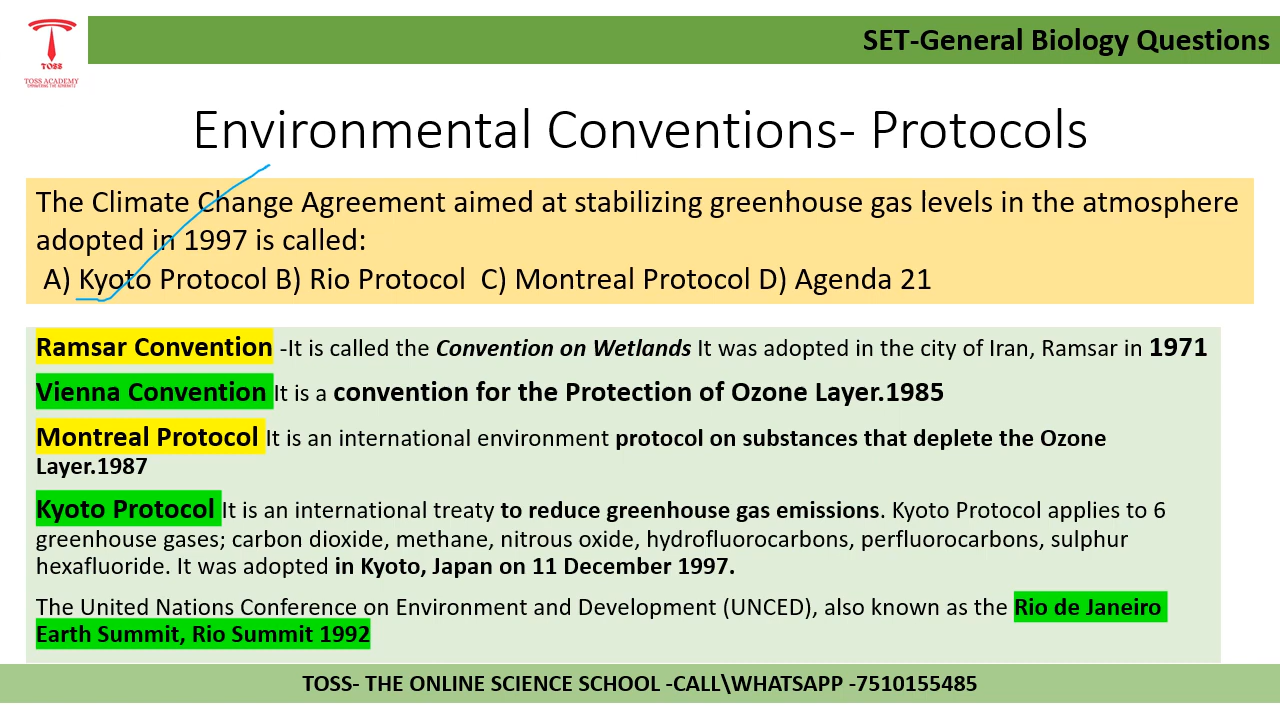 SET-General Biology Questions
TOSS
TOSS ACADEMY
Environmental Conventions- Protocols
The Climate Change Agreement aimed at stabilizing greenhouse gas levels in the atmosphere
adopted in 1997 is called:
A) Kyoto Protocol B) Rio Protocol C) Montreal Protocol D) Agenda 21
Ramsar Convention -It is called the Convention on Wetlands It was adopted in the city of Iran, Ramsar in 1971
Vienna Convention It is a convention for the Protection of Ozone Layer.1985
Montreal Protocol It is an international environment protocol on substances that deplete the Ozone
Layer.1987
Kyoto Protocol It is an international treaty to reduce greenhouse gas emissions. Kyoto Protocol applies to 6
greenhouse gases; carbon dioxide, methane, nitrous oxide, hydrofluorocarbons, perfluorocarbons, sulphur
hexafluoride. It was adopted in Kyoto, Japan on 11 December 1997.
The United Nations Conference on Environment and Development (UNCED), also known as the Rio de Janeiro
Earth Summit, Rio Summit 1992
TOSS- THE ONLINE SCIENCE SCHOOL -CALL\WHATSAPP -7510155485